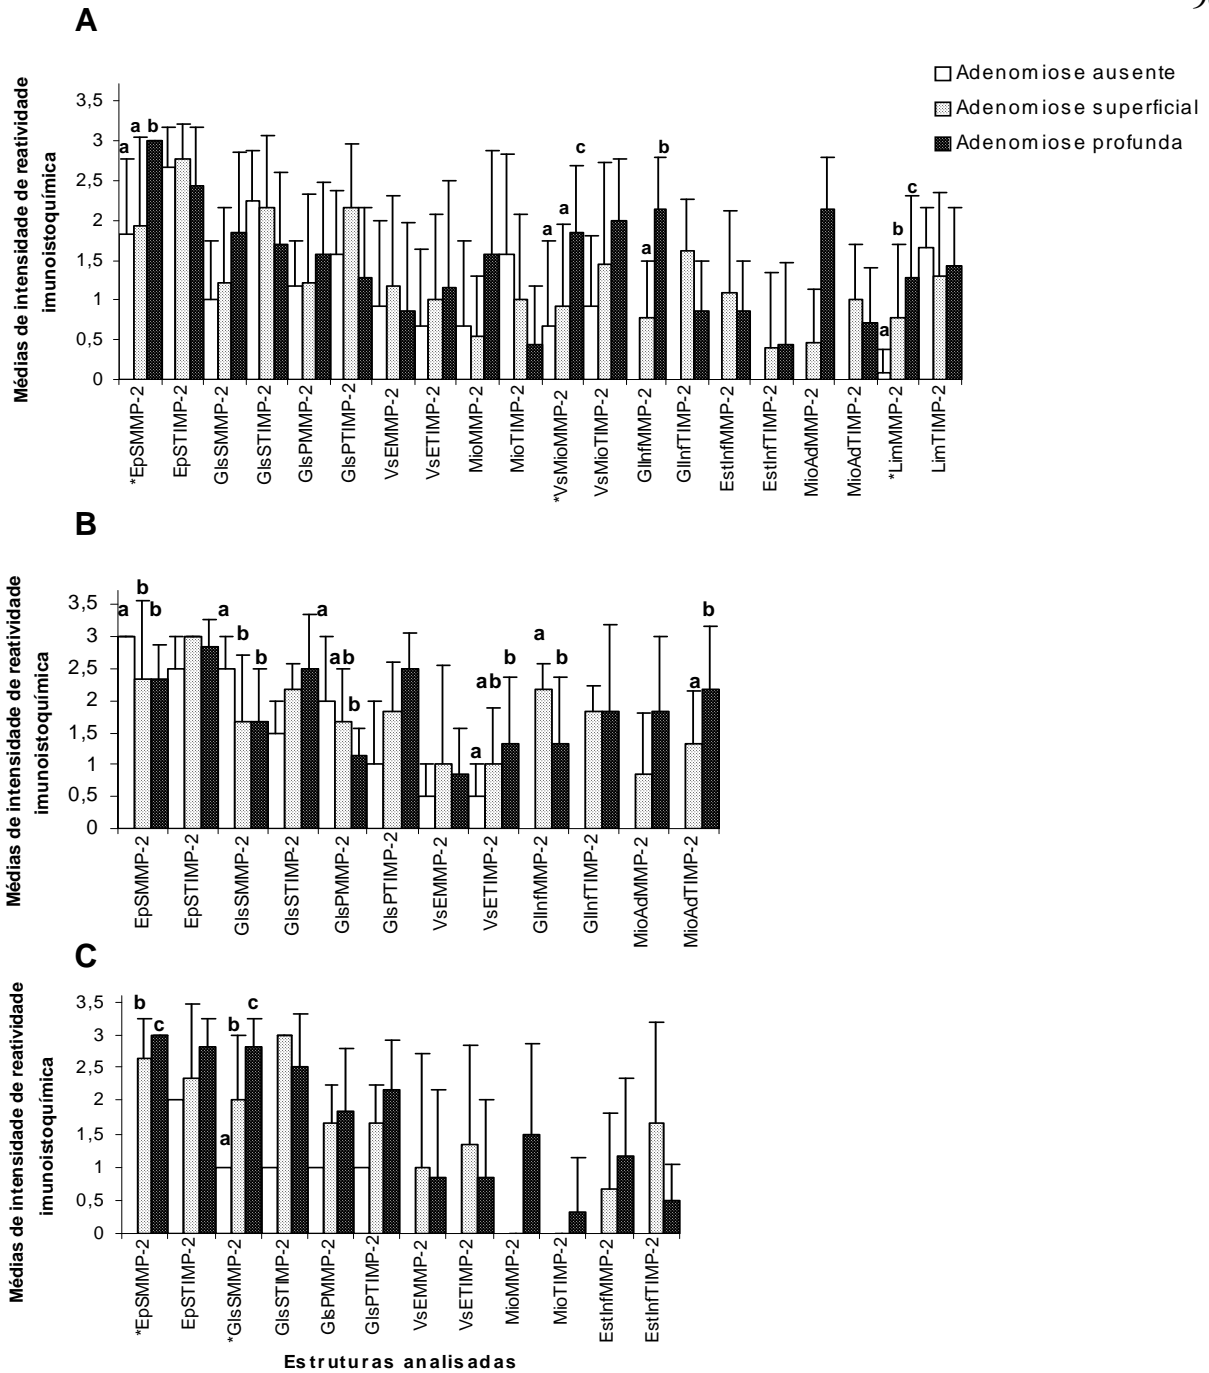 A
Adenomiose ausente
Adenomiose superficial
Adenomiose profunda
Médias de intensidade de reatividade
imunoistoquímica
3,5
3
2,5
2
1,5
1
0,5
0
a
a
b
a
a
c
a
b
a
b
c
*EpSMMP-2
EpSTIMP-2
GlsSMMP-2
GlsSTIMP-2
GlsPMMP-2
GlsPTIMP-2
VsEMMP-2
VsETIMP-2
MioMMP-2
MioTIMP-2
*VsMioMMP-2
VsMioTIMP-2
GlInfMMP-2
GlInfTIMP-2
EstInfMMP-2
EstInfTIMP-2
MioAdMMP-2
MioAdTIMP-2
*LimMMP-2
LimTIMP-2
B
Médias de intensidade de reatividade
imunoistoquímica
3,5
3
2,5
2
1,5
1
0,5
0
a
b
b
a
b
b
a
ab
b
a
ab
b
a
b
a
b
EpSMMP-2
EpSTIMP-2
GlsSMMP-2
GlsSTIMP-2
GlsPMMP-2
GlsPTIMP-2
VsEMMP-2
VsETIMP-2
GlInfMMP-2
GlInfTIMP-2
MioAdMMP-2
MioAdTIMP-2
C
Médias de intensidade de reatividade
imunoistoquímica
3,5
3
2,5
2
1,5
1
0,5
0
b
c
a
b
c
*EpSMMP-2
EpSTIMP-2
*GlsSMMP-2
GlsSTIMP-2
GlsPMMP-2
GlsPTIMP-2
VsEMMP-2
VsETIMP-2
MioMMP-2
MioTIMP-2
EstInfMMP-2
EstInfTIMP-2
Estruturas analisadas